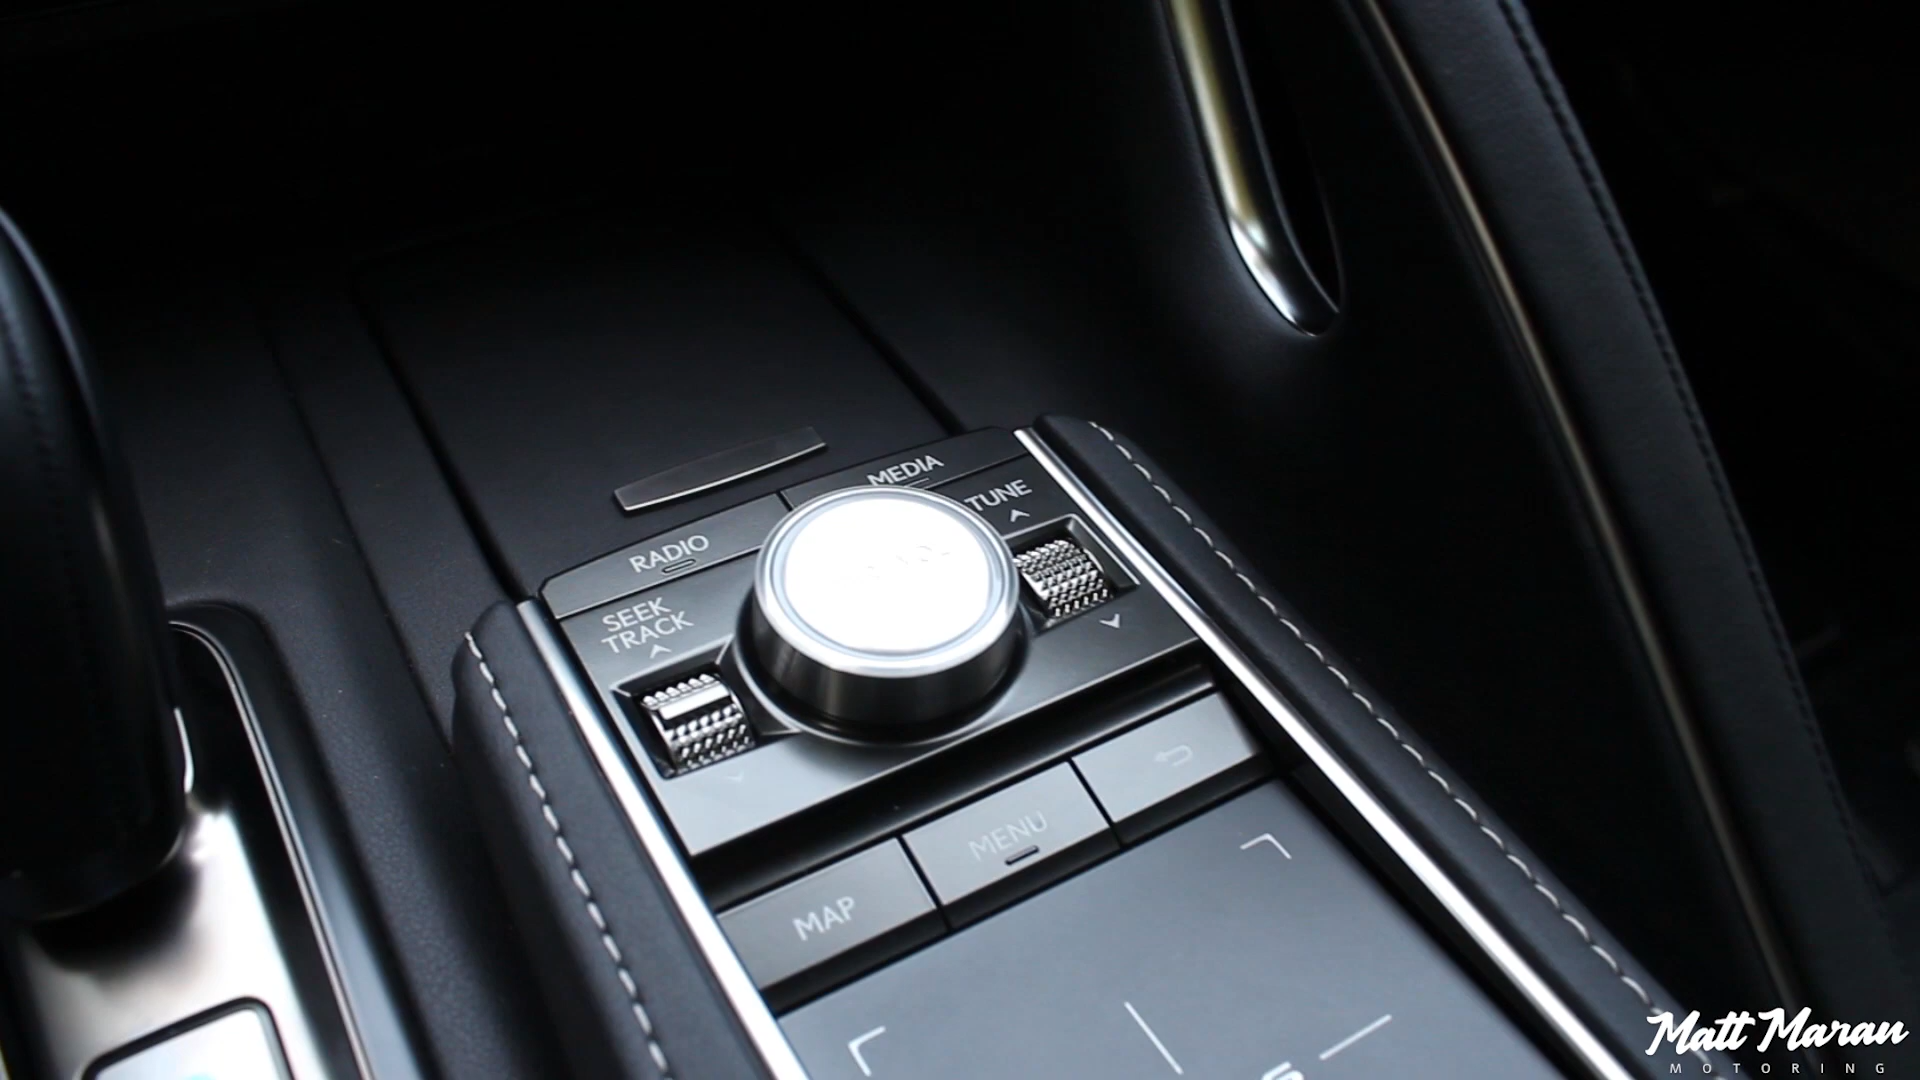 MEDIA
TUNE
RADIO
SEEK
TRACK
MENU
MAP
Matt Maran
MOTORING